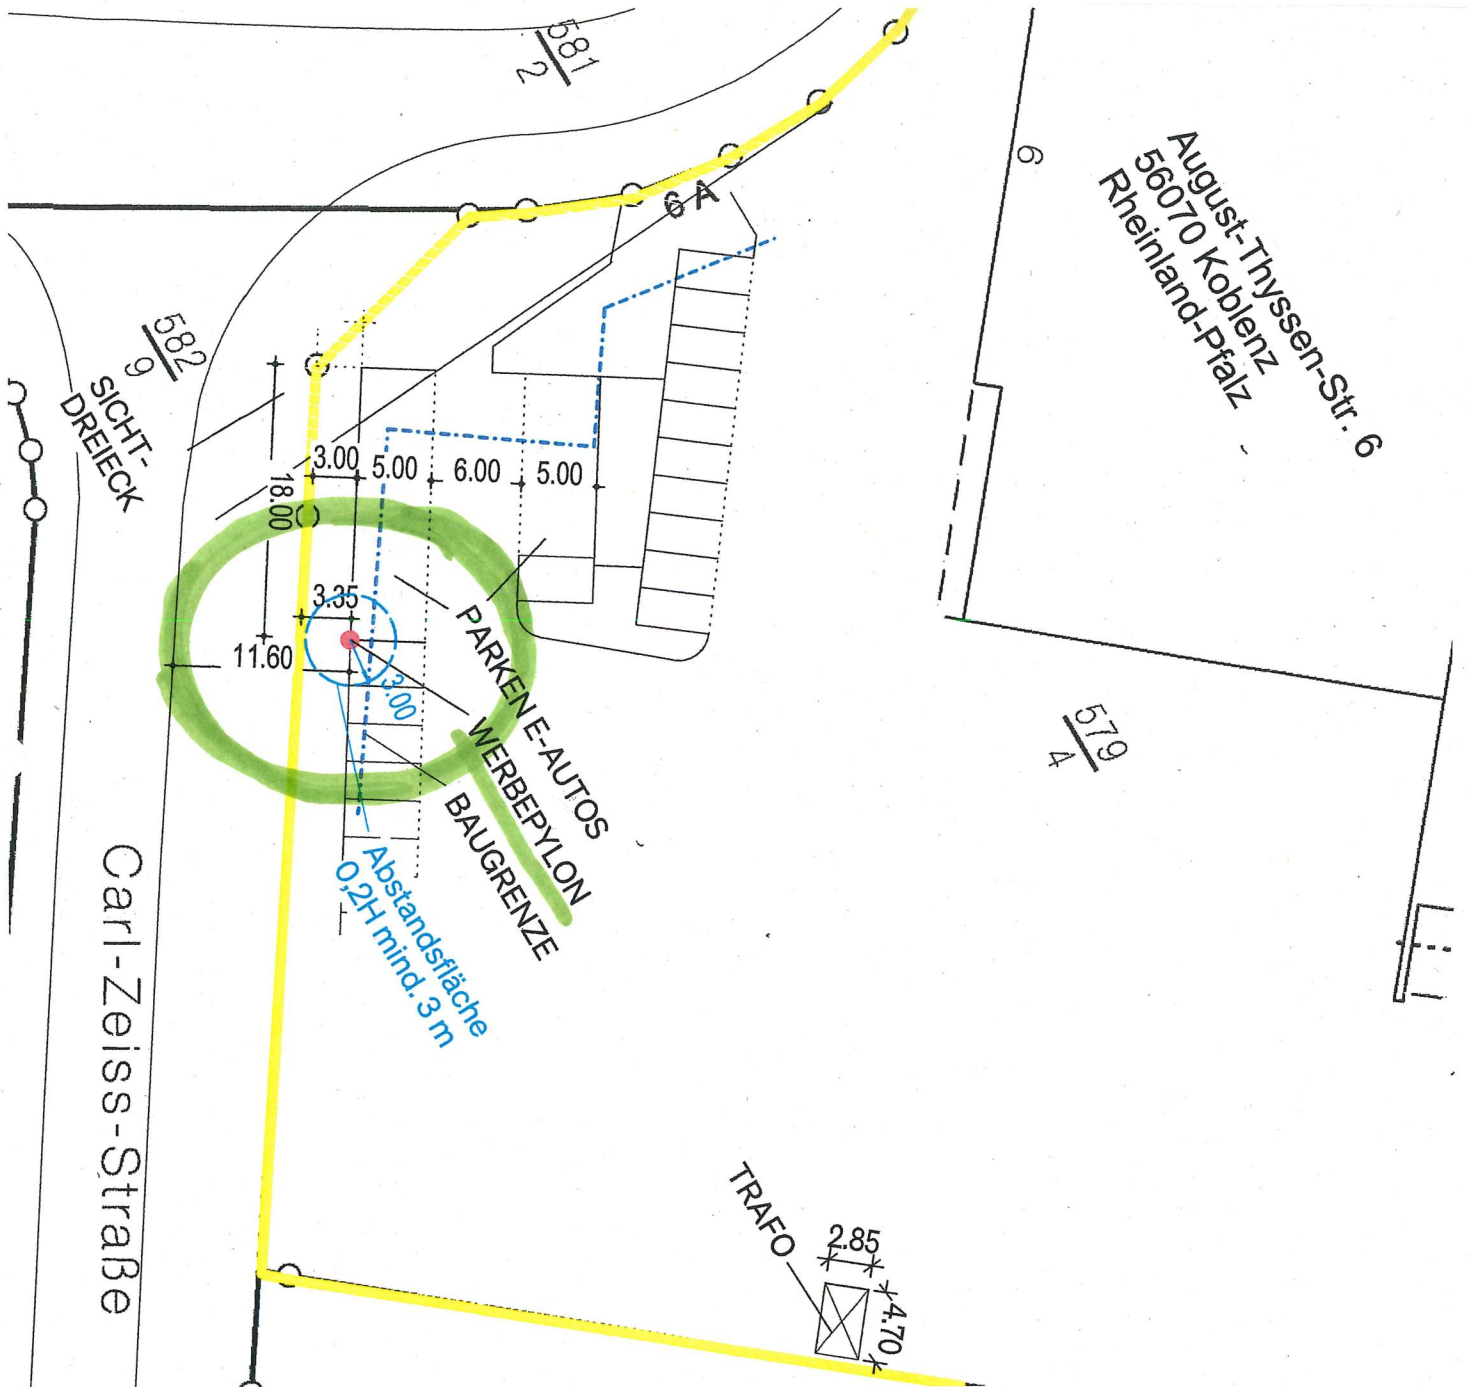 581
2
6
August-Thyssen-Str. 6
56070 Koblenz
Rheinland-Pfalz
6 A
582
9
SICHT-
DREIECK
3.00
5.00
6.00
5.00
18.00
3.35
11.60
3.00
PARKEN E-AUTOS
WERBEPYLON
BAUGRENZE
Abstandsfläche
0,2H mind. 3 m
579
4
Carl-Zeiss-Straße
TRAFO
2.85
4.70